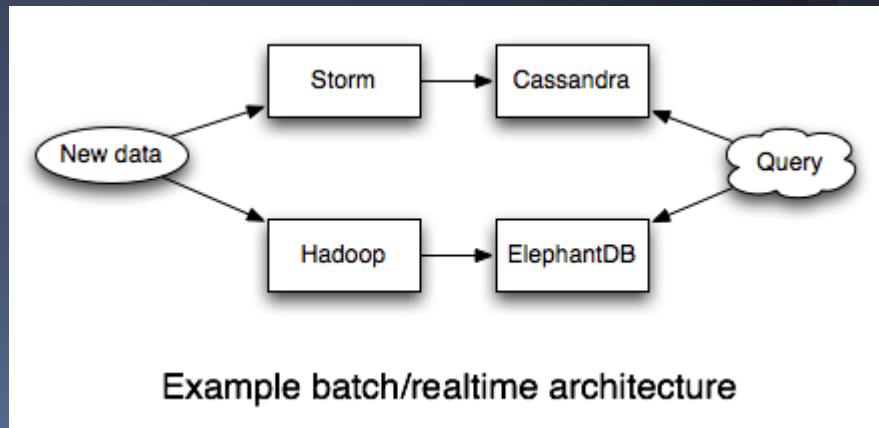 Storm
Cassandra
New data
Query
Hadoop
ElephantDB
Example batch/realtime architecture